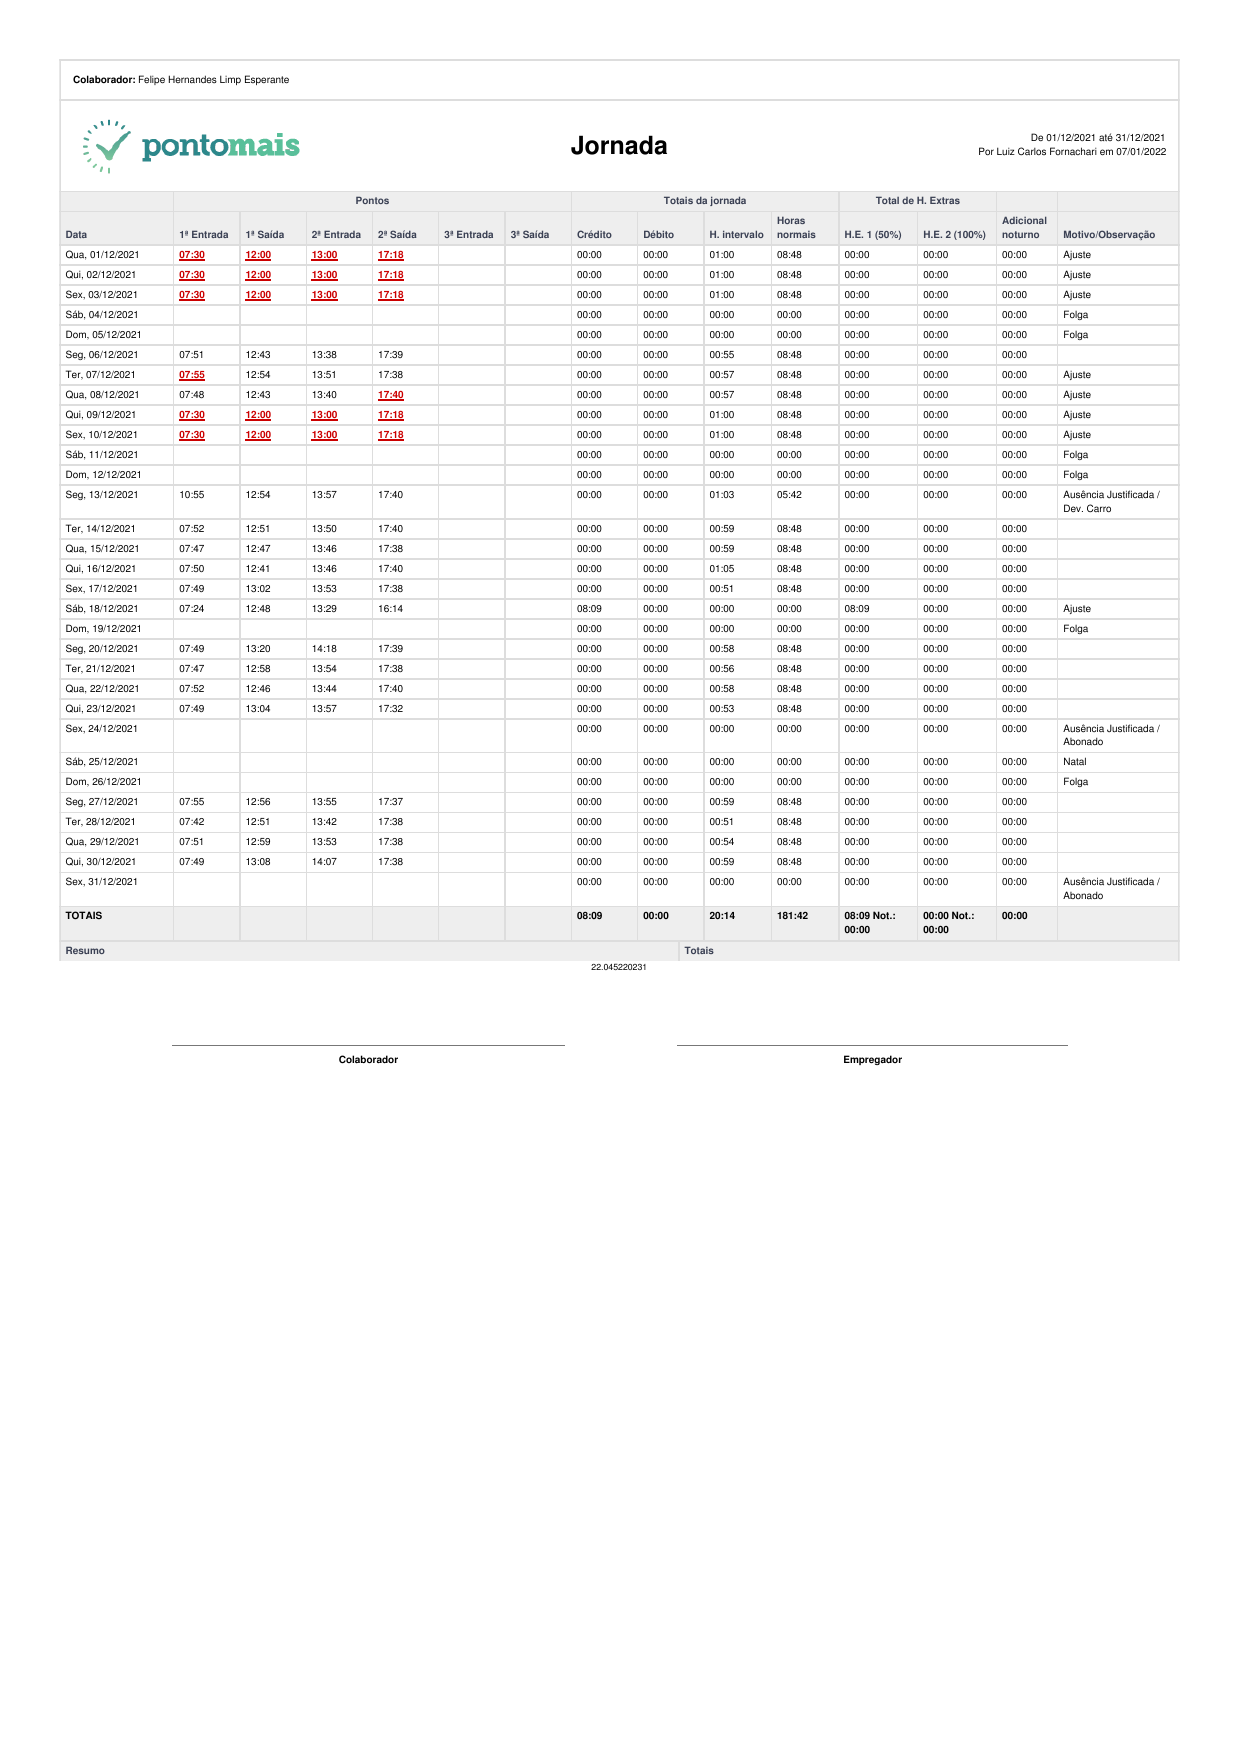 Colaborador: Felipe Hernandes Limp Esperante
pontomais
Jornada
De 01/12/2021 até 31/12/2021
Por Luiz Carlos Fornachari em 07/01/2022
Pontos Totais da jornada Total de H. Extras
Data 1ª Entrada 1ª Saída 2ª Entrada 2ª Saída 3ª Entrada 3ª Saída Crédito Débito H. intervalo Horas normais H.E. 1 (50%) H.E. 2 (100%) Adicional noturno Motivo/Observação
Qua, 01/12/2021 07:30 12:00 13:00 17:18 00:00 00:00 01:00 08:48 00:00 00:00 00:00 Ajuste
Qui, 02/12/2021 07:30 12:00 13:00 17:18 00:00 00:00 01:00 08:48 00:00 00:00 00:00 Ajuste
Sex, 03/12/2021 07:30 12:00 13:00 17:18 00:00 00:00 01:00 08:48 00:00 00:00 00:00 Ajuste
Sáb, 04/12/2021 00:00 00:00 00:00 00:00 00:00 00:00 00:00 Folga
Dom, 05/12/2021 00:00 00:00 00:00 00:00 00:00 00:00 00:00 Folga
Seg, 06/12/2021 07:51 12:43 13:38 17:39 00:00 00:00 00:55 08:48 00:00 00:00 00:00
Ter, 07/12/2021 07:55 12:54 13:51 17:38 00:00 00:00 00:57 08:48 00:00 00:00 00:00 Ajuste
Qua, 08/12/2021 07:48 12:43 13:40 17:40 00:00 00:00 00:57 08:48 00:00 00:00 00:00 Ajuste
Qui, 09/12/2021 07:30 12:00 13:00 17:18 00:00 00:00 01:00 08:48 00:00 00:00 00:00 Ajuste
Sex, 10/12/2021 07:30 12:00 13:00 17:18 00:00 00:00 01:00 08:48 00:00 00:00 00:00 Ajuste
Sáb, 11/12/2021 00:00 00:00 00:00 00:00 00:00 00:00 00:00 Folga
Dom, 12/12/2021 00:00 00:00 00:00 00:00 00:00 00:00 00:00 Folga
Seg, 13/12/2021 10:55 12:54 13:57 17:40 00:00 00:00 01:03 05:42 00:00 00:00 00:00 Ausência Justificada /
Dev. Carro
Ter, 14/12/2021 07:52 12:51 13:50 17:40 00:00 00:00 00:59 08:48 00:00 00:00 00:00
Qua, 15/12/2021 07:47 12:47 13:46 17:38 00:00 00:00 00:59 08:48 00:00 00:00 00:00
Qui, 16/12/2021 07:50 12:41 13:46 17:40 00:00 00:00 01:05 08:48 00:00 00:00 00:00
Sex, 17/12/2021 07:49 13:02 13:53 17:38 00:00 00:00 00:51 08:48 00:00 00:00 00:00
Sáb, 18/12/2021 07:24 12:48 13:29 16:14 08:09 00:00 00:00 00:00 08:09 00:00 00:00 Ajuste
Dom, 19/12/2021 00:00 00:00 00:00 00:00 00:00 00:00 00:00 Folga
Seg, 20/12/2021 07:49 13:20 14:18 17:39 00:00 00:00 00:58 08:48 00:00 00:00 00:00
Ter, 21/12/2021 07:47 12:58 13:54 17:38 00:00 00:00 00:56 08:48 00:00 00:00 00:00
Qua, 22/12/2021 07:52 12:46 13:44 17:40 00:00 00:00 00:58 08:48 00:00 00:00 00:00
Qui, 23/12/2021 07:49 13:04 13:57 17:32 00:00 00:00 00:53 08:48 00:00 00:00 00:00
Sex, 24/12/2021 00:00 00:00 00:00 00:00 00:00 00:00 00:00 Ausência Justificada /
Abonado
Sáb, 25/12/2021 00:00 00:00 00:00 00:00 00:00 00:00 00:00 Natal
Dom, 26/12/2021 00:00 00:00 00:00 00:00 00:00 00:00 00:00 Folga
Seg, 27/12/2021 07:55 12:56 13:55 17:37 00:00 00:00 00:59 08:48 00:00 00:00 00:00
Ter, 28/12/2021 07:42 12:51 13:42 17:38 00:00 00:00 00:51 08:48 00:00 00:00 00:00
Qua, 29/12/2021 07:51 12:59 13:53 17:38 00:00 00:00 00:54 08:48 00:00 00:00 00:00
Qui, 30/12/2021 07:49 13:08 14:07 17:38 00:00 00:00 00:59 08:48 00:00 00:00 00:00
Sex, 31/12/2021 00:00 00:00 00:00 00:00 00:00 00:00 00:00 Ausência Justificada /
Abonado
TOTAIS 08:09 00:00 20:14 181:42 08:09 Not.: 00:00 Not.: 00:00
00:00 00:00
Resumo Totais
22.045220231
Colaborador Empregador